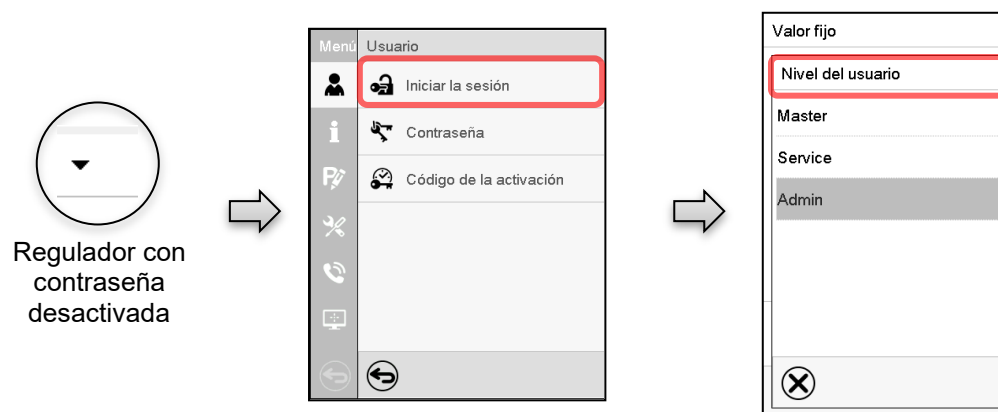 Regulador con
contraseña
desactivada
Menú
Usuario
Iniciar la sesión
Contraseña
Código de la activación
Valor fijo
Nivel del usuario
Master
Service
Admin